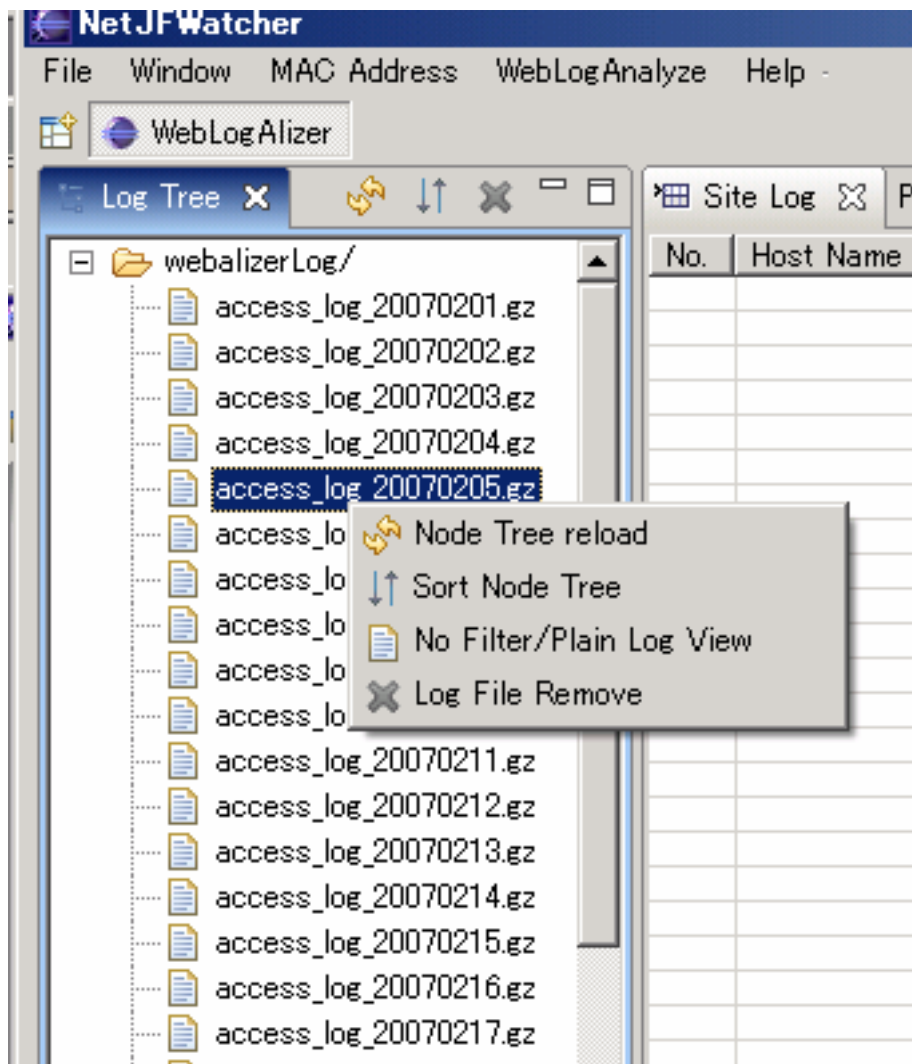 NetJFWatcher
File Window MAC Address WebLogAnalyze Help
WebLogAlizer
Log Tree Site Log
No. Host Name
webalizerLog/
access_log_20070201.gz
access_log_20070202.gz
access_log_20070203.gz
access_log_20070204.gz
access_log_20070205.gz
access_lo
Node Tree reload
access_lo
Sort Node Tree
access_lo
No Filter/Plain Log View
access_lo
Log File Remove
access_lo
access_log_20070211.gz
access_log_20070212.gz
access_log_20070213.gz
access_log_20070214.gz
access_log_20070215.gz
access_log_20070216.gz
access_log_20070217.gz